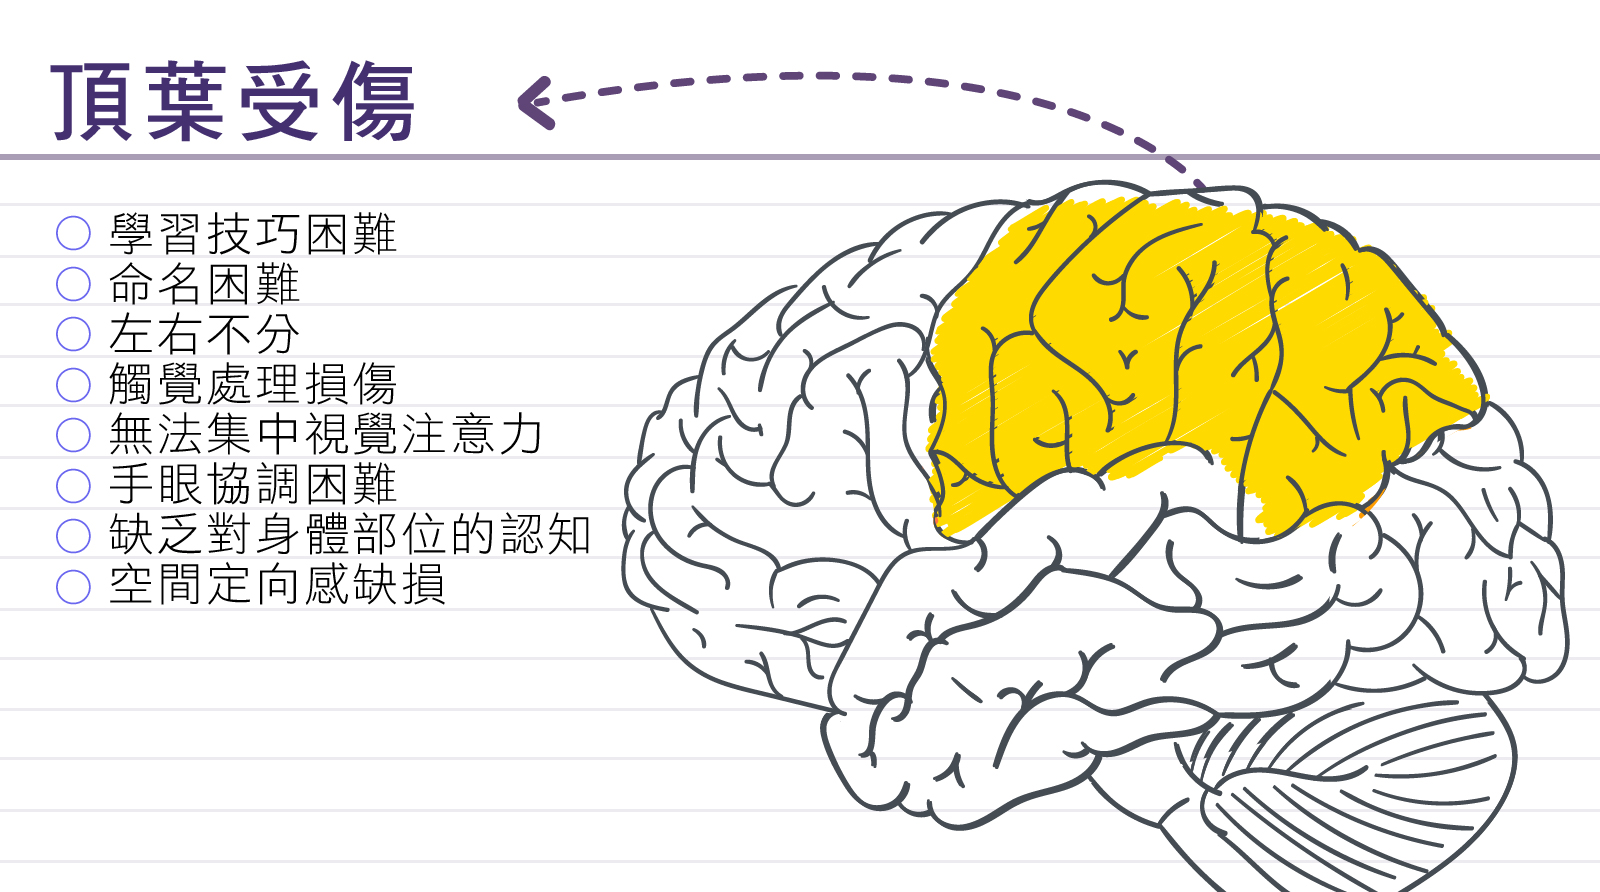 頂葉受傷
學習技巧困難
命名困難
左右不分
觸覺處理損傷
無法集中視覺注意力
手眼協調困難
缺乏對身體部位的認知
空間定向感缺損